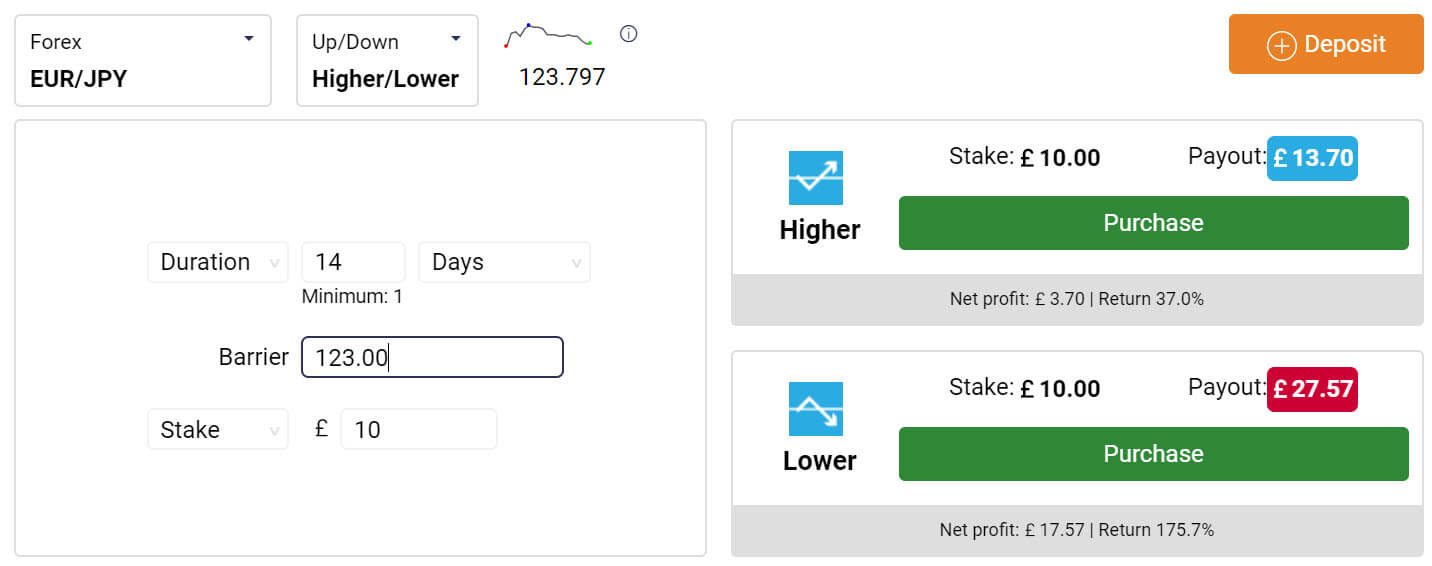 Forex
EUR/JPY
Up/Down
Higher/Lower
123.797
Deposit
Duration 14 Days
Minimum: 1
Barrier 123.00
Stake £ 10
Stake: £ 10.00 Payout: £ 13.70
Higher
Purchase
Net profit: £ 3.70 | Return 37.0%
Stake: £ 10.00 Payout: £ 27.57
Lower
Purchase
Net profit: £ 17.57 | Return 175.7%